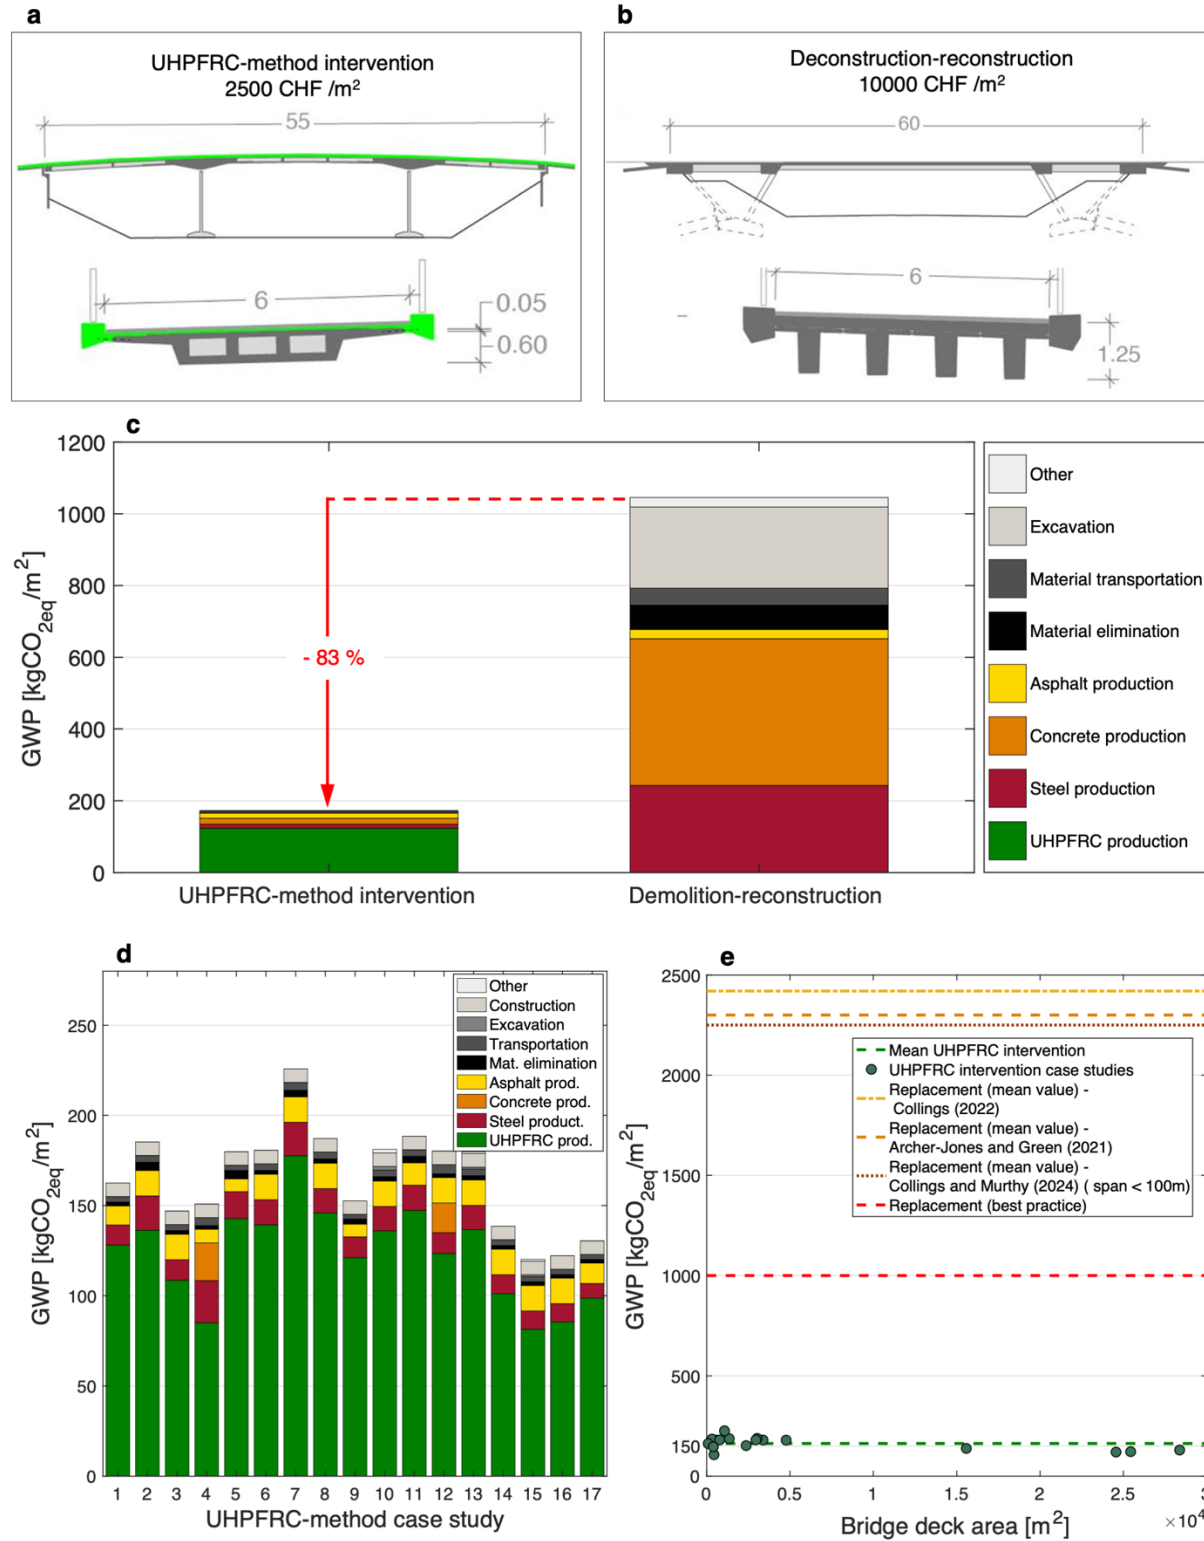 a
UHPFRC-method intervention
2500 CHF /m²
55
6
0.05
0.60
b
Deconstruction-reconstruction
10000 CHF /m²
60
6
1.25
c
1200
1000
800
600
400
200
0
GWP [kgCO2eq/m²]
- 83 %
UHPFRC-method intervention
Demolition-reconstruction
Other
Excavation
Material transportation
Material elimination
Asphalt production
Concrete production
Steel production
UHPFRC production
d
250
200
150
100
50
0
GWP [kgCO2eq/m²]
Other
Construction
Excavation
Transportation
Mat. elimination
Asphalt prod.
Concrete prod.
Steel product.
UHPFRC prod.
1 2 3 4 5 6 7 8 9 10 11 12 13 14 15 16 17
UHPFRC-method case study
e
2500
2000
1500
1000
500
150
0
GWP [kgCO2eq/m²]
Mean UHPFRC intervention
UHPFRC intervention case studies
Replacement (mean value) -
Collings (2022)
Replacement (mean value) -
Archer-Jones and Green (2021)
Replacement (mean value) -
Collings and Murthy (2024) ( span < 100m)
Replacement (best practice)
0 0.5 1 1.5 2 2.5
Bridge deck area [m²]
×10⁴